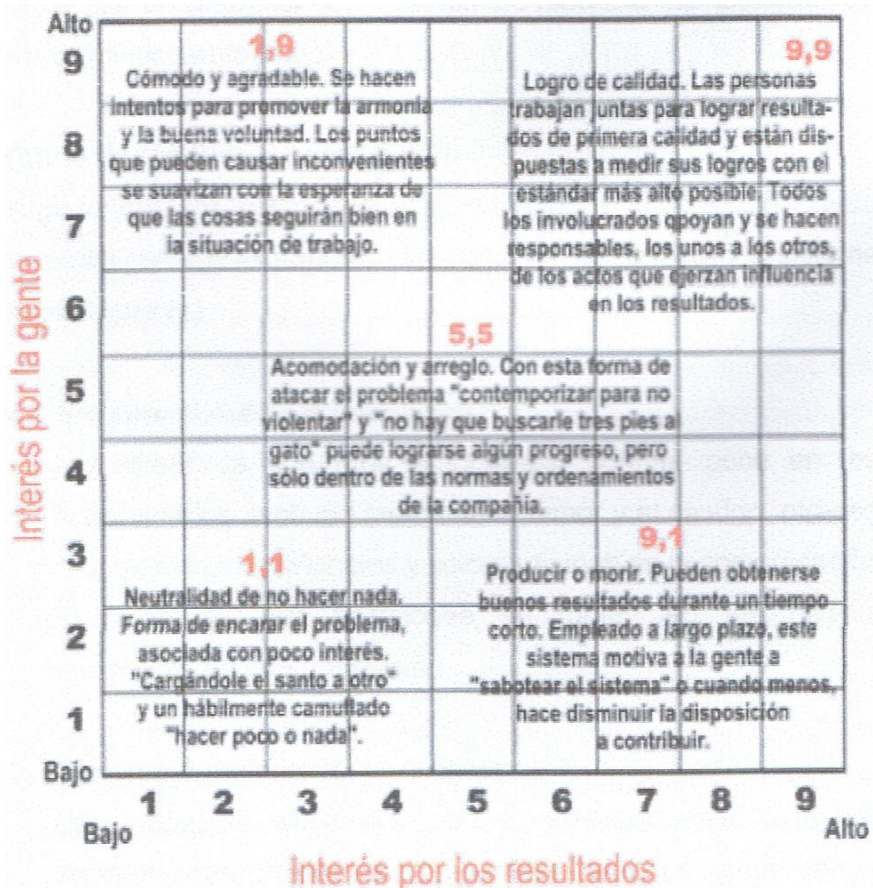 Alto
9
8
7
6
5
4
3
2
1
Bajo
Interés por la gente
1,9
Cómodo y agradable. Se hacen
intentos para promover la armonía
y la buena voluntad. Los puntos
que pueden causar inconvenientes
se suavizan con la esperanza de
que las cosas seguirán bien en
la situación de trabajo.
9,9
Logro de calidad. Las personas
trabajan juntas para lograr resulta-
dos de primera calidad y están dis-
puestas a medir sus logros con el
estándar más alto posible. Todos
los involucrados qpoyan y se hacen
responsables, los unos a los otros,
de los actos que ejerzan influencia
en los resultados.
5,5
Acomodación y arreglo. Con esta forma de
atacar el problema "contemporizar para no
violentar" y "no hay que buscarle tres pies al
gato" puede lograrse algún progreso, pero
sólo dentro de las normas y ordenamientos
de la compañía.
1,1
Neutralidad de no hacer nada.
Forma de encarar el problema,
asociada con poco interés.
"Cargándole el santo a otro"
y un hábilmente camuflado
"hacer poco o nada".
9,1
Producir o morir. Pueden obtenerse
buenos resultados durante un tiempo
corto. Empleado a largo plazo, este
sistema motiva a la gente a
"sabotear el sistema" o cuando menos,
hace disminuir la disposición
a contribuir.
1 2 3 4 5 6 7 8 9
Bajo
Alto
Interés por los resultados